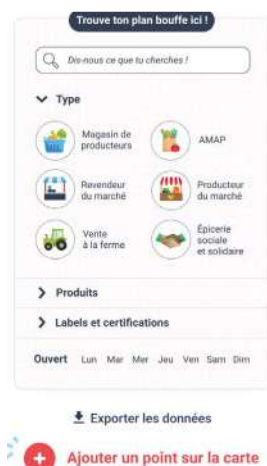 Trouve ton plan bouffe ici !
Dis-nous ce que tu cherches !
Type
Magasin de
producteurs
AMAP
Revendeur
du marché
Producteur
du marché
Vente
à la ferme
Épicerie
sociale
et solidaire
Produits
Labels et certifications
Ouvert Lun Mar Mer Jeu Ven Sam Dim
Exporter les données
Ajouter un point sur la carte